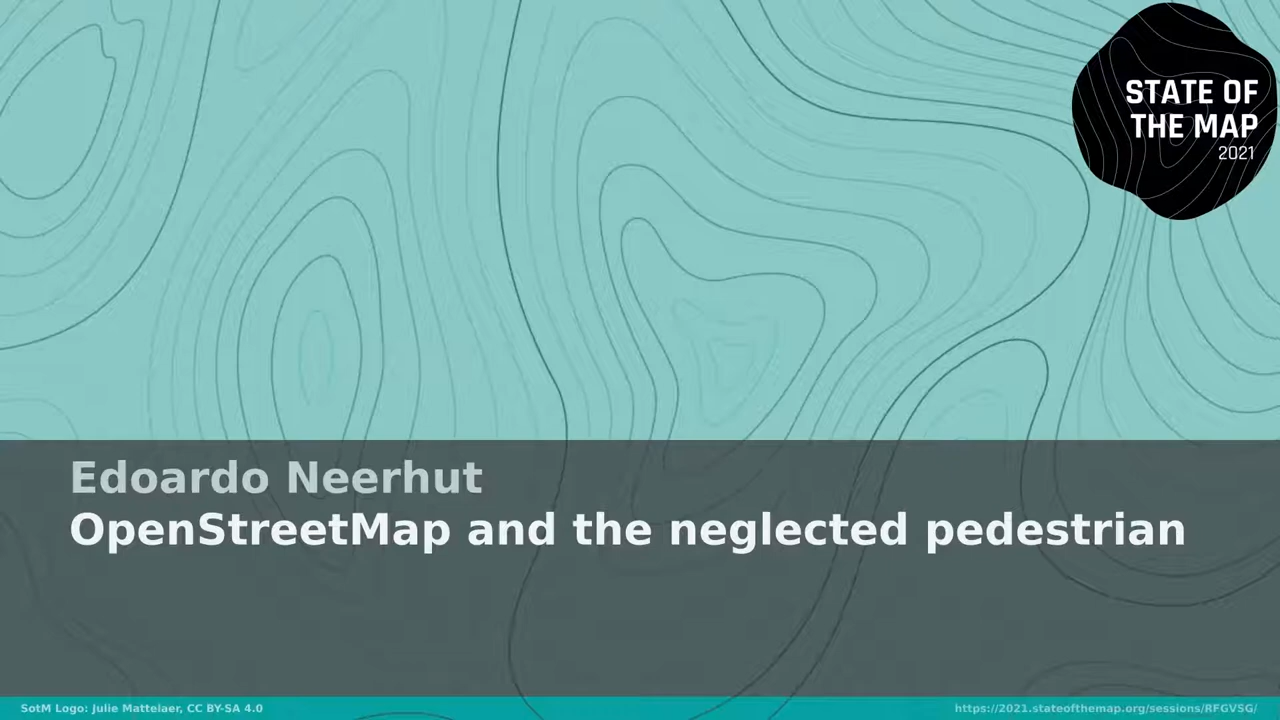 STATE OF
THE MAP
2021
Edoardo Neerhut
OpenStreetMap and the neglected pedestrian
SotM Logo: Julie Mattelaer, CC BY-SA 4.0
https://2021.stateofthemap.org/sessions/RFGVSG/